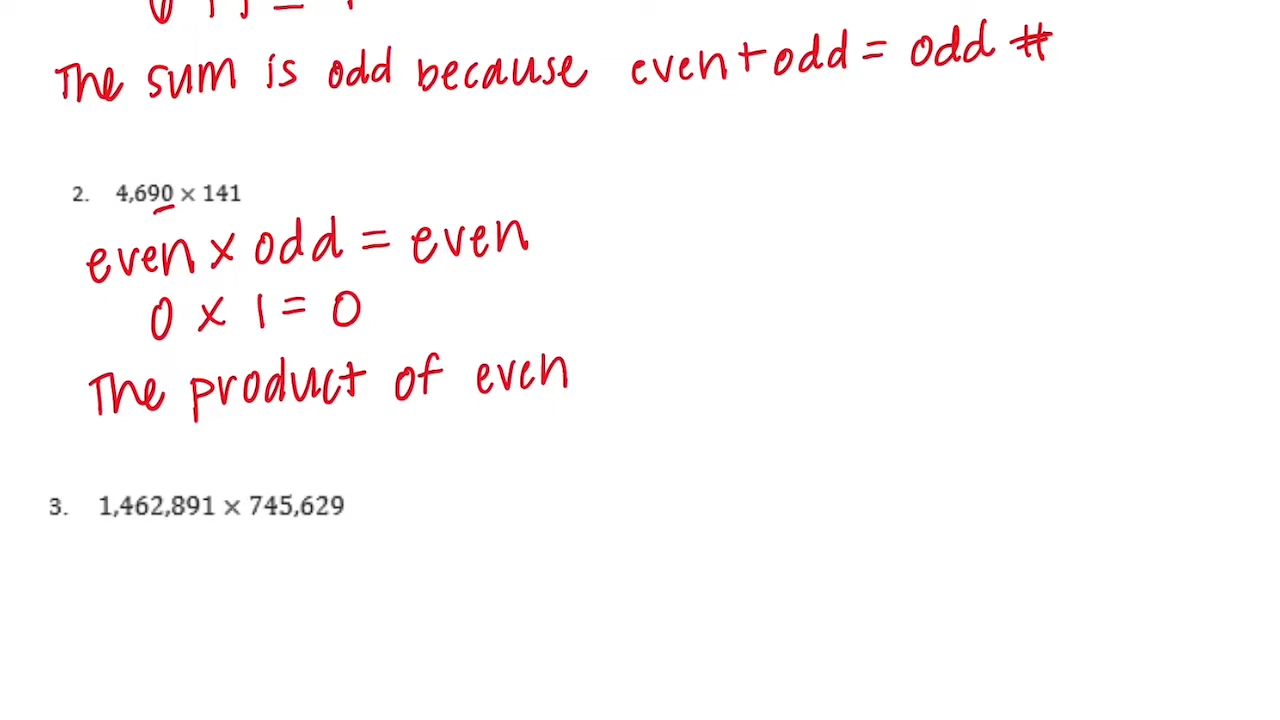 The sum is odd because even + odd = odd #
2. 4,690 × 141
even × odd = even
0 × 1 = 0
The product of even
3. 1,462,891 × 745,629